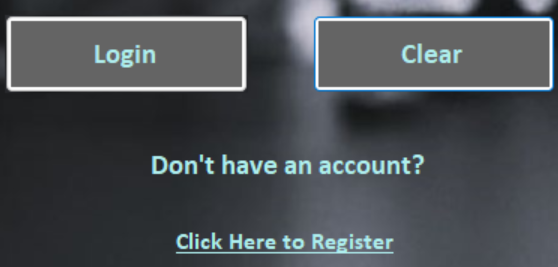 Login
Clear
Don't have an account?
Click Here to Register